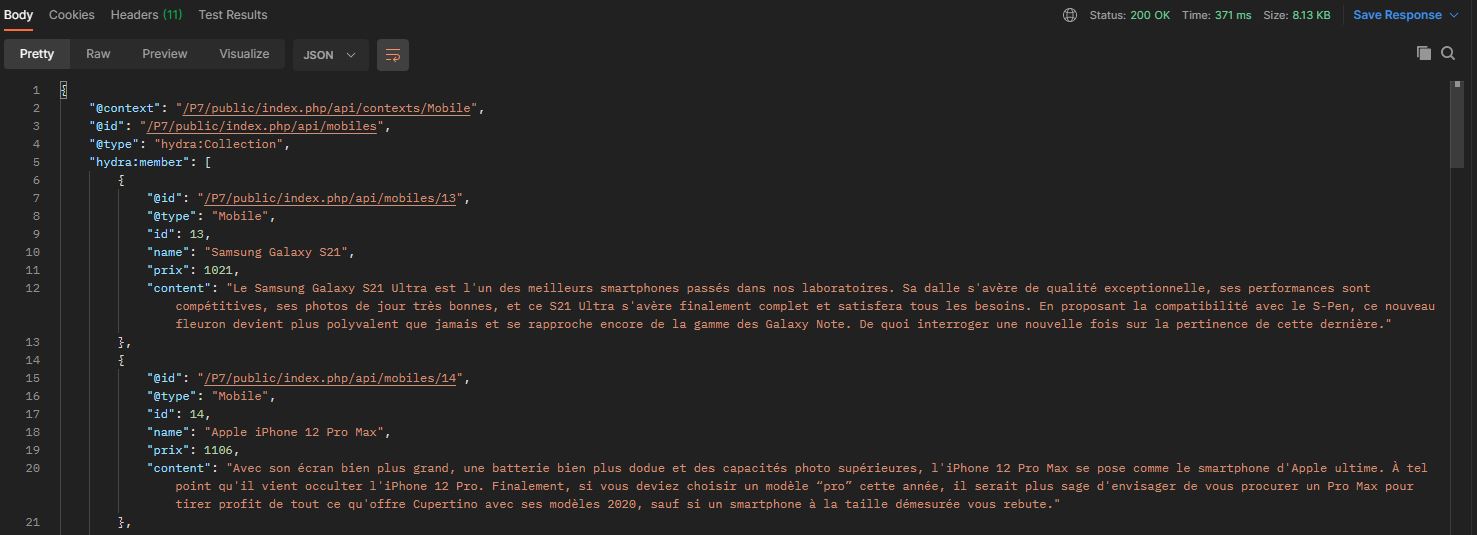 Body Cookies Headers (11) Test Results Status: 200 OK Time: 371 ms Size: 8.13 KB Save Response
Pretty Raw Preview Visualize JSON
1 {
2 "@context": "/P7/public/index.php/api/contexts/Mobile",
3 "@id": "/P7/public/index.php/api/mobiles",
4 "@type": "hydra:Collection",
5 "hydra:member": [
6 {
7 "@id": "/P7/public/index.php/api/mobiles/13",
8 "@type": "Mobile",
9 "id": 13,
10 "name": "Samsung Galaxy S21",
11 "prix": 1021,
12 "content": "Le Samsung Galaxy S21 Ultra est l'un des meilleurs smartphones passés dans nos laboratoires. Sa dalle s'avère de qualité exceptionnelle, ses performances sont
compétitives, ses photos de jour très bonnes, et ce S21 Ultra s'avère finalement complet et satisfera tous les besoins. En proposant la compatibilité avec le S-Pen, ce nouveau
fleuron devient plus polyvalent que jamais et se rapproche encore de la gamme des Galaxy Note. De quoi interroger une nouvelle fois sur la pertinence de cette dernière."
13 },
14 {
15 "@id": "/P7/public/index.php/api/mobiles/14",
16 "@type": "Mobile",
17 "id": 14,
18 "name": "Apple iPhone 12 Pro Max",
19 "prix": 1106,
20 "content": "Avec son écran bien plus grand, une batterie bien plus dodue et des capacités photo supérieures, l'iPhone 12 Pro Max se pose comme le smartphone d'Apple ultime. À tel
point qu'il vient occulter l'iPhone 12 Pro. Finalement, si vous deviez choisir un modèle “pro” cette année, il serait plus sage d'envisager de vous procurer un Pro Max pour
tirer profit de tout ce qu'offre Cupertino avec ses modèles 2020, sauf si un smartphone à la taille démesurée vous rebute."
21 },